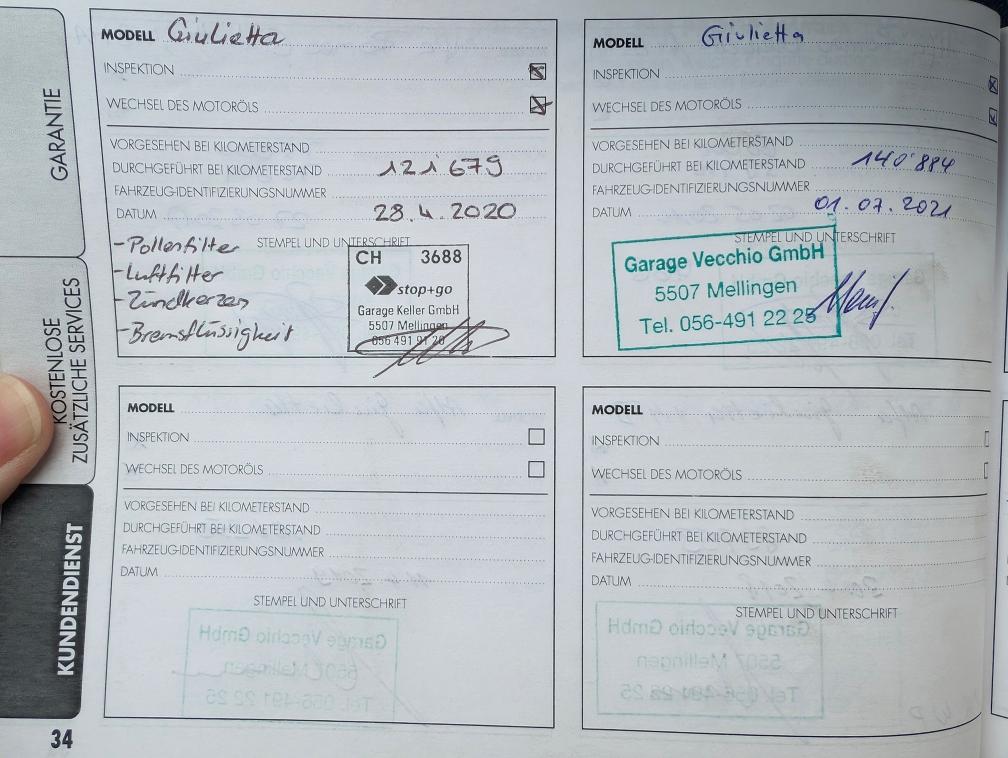 GARANTIE
KOSTENLOSE
ZUSÄTZLICHE SERVICES
KUNDENDIENST
34
MODELL Giulietta
INSPEKTION
WECHSEL DES MOTORÖLS
VORGESEHEN BEI KILOMETERSTAND
DURCHGEFÜHRT BEI KILOMETERSTAND 121'679
FAHRZEUG-IDENTIFIZIERUNGSNUMMER
DATUM 28.4.2020
STEMPEL UND UNTERSCHRIFT
-Pollenfilter
-Luftfilter
-Zündkerzen
-Bremsflüssigkeit
CH 3688
stop+go
Garage Keller GmbH
5507 Mellingen
056 491 91 20
MODELL Giulietta
INSPEKTION
WECHSEL DES MOTORÖLS
VORGESEHEN BEI KILOMETERSTAND
DURCHGEFÜHRT BEI KILOMETERSTAND 140'884
FAHRZEUG-IDENTIFIZIERUNGSNUMMER
DATUM 01.07.2021
STEMPEL UND UNTERSCHRIFT
Garage Vecchio GmbH
5507 Mellingen
Tel. 056-491 22 25
MODELL
INSPEKTION
WECHSEL DES MOTORÖLS
VORGESEHEN BEI KILOMETERSTAND
DURCHGEFÜHRT BEI KILOMETERSTAND
FAHRZEUG-IDENTIFIZIERUNGSNUMMER
DATUM
STEMPEL UND UNTERSCHRIFT
MODELL
INSPEKTION
WECHSEL DES MOTORÖLS
VORGESEHEN BEI KILOMETERSTAND
DURCHGEFÜHRT BEI KILOMETERSTAND
FAHRZEUG-IDENTIFIZIERUNGSNUMMER
DATUM
STEMPEL UND UNTERSCHRIFT